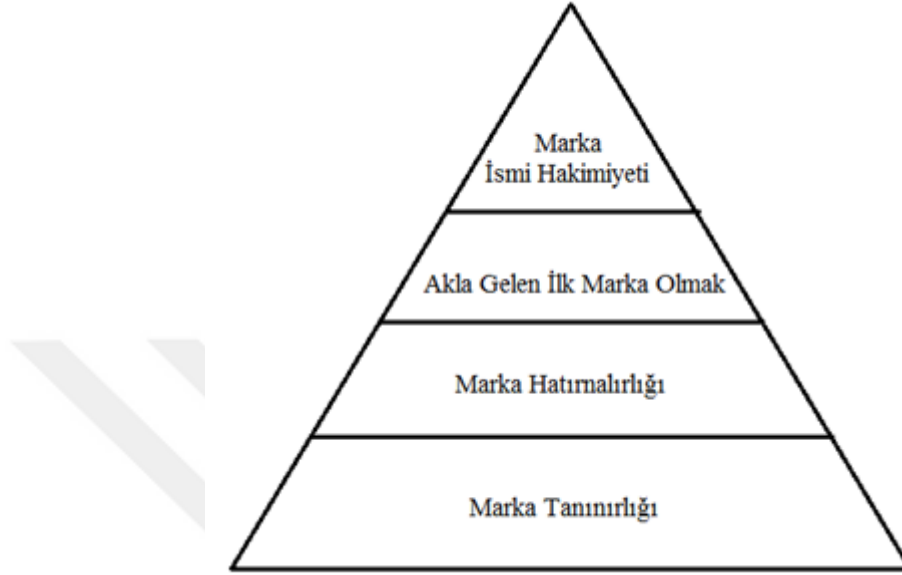 Marka
İsmi Hakimiyeti
Akla Gelen İlk Marka Olmak
Marka Hatırnalırlığı
Marka Tanınırlığı